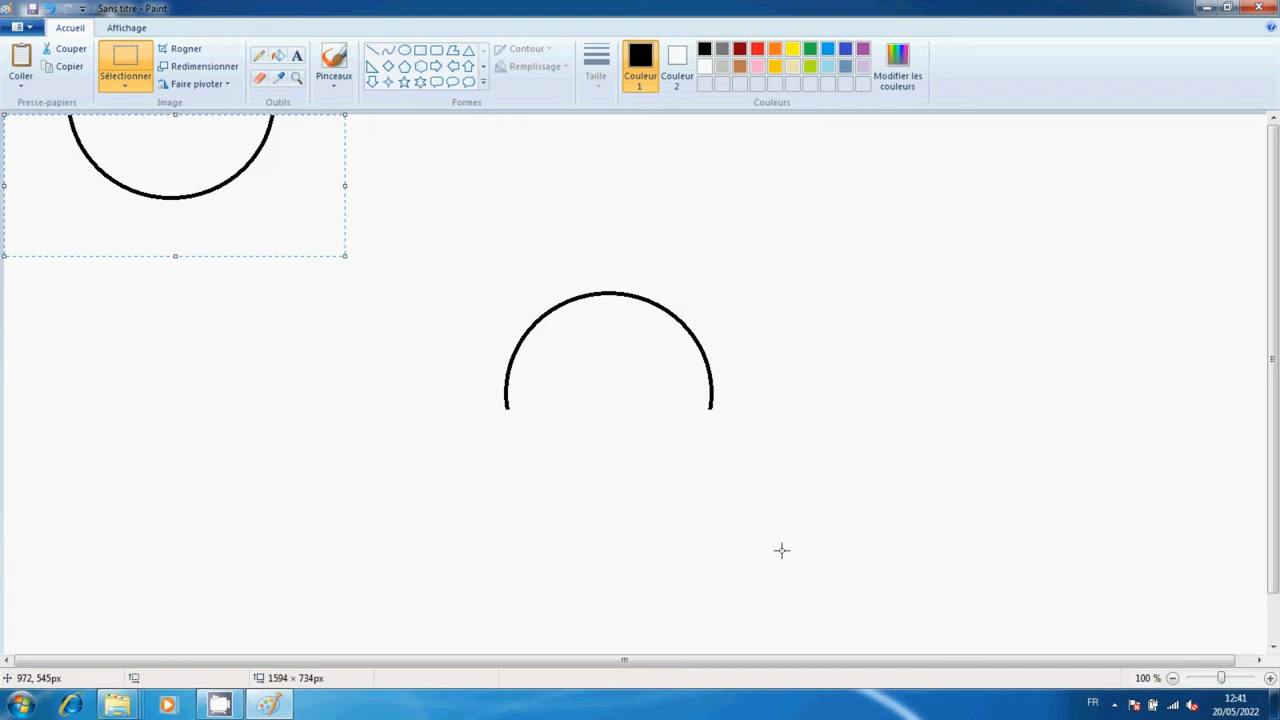 Sans titre - Paint
Accueil
Affichage
Coller
Couper
Copier
Presse-papiers
Sélectionner
Rogner
Redimensionner
Faire pivoter
Image
A
Outils
Pinceaux
Formes
Contour
Remplissage
Taille
Couleur 1
Couleur 2
Couleurs
Modifier les couleurs
972, 545px
1594 × 734px
100 %
FR
12:41
20/05/2022